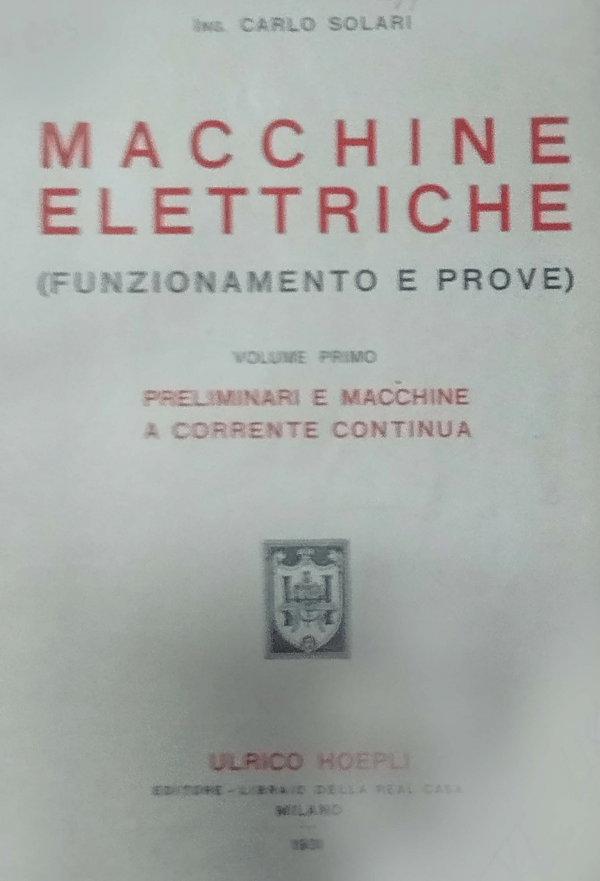 ING. CARLO SOLARI
MACCHINE
ELETTRICHE
(FUNZIONAMENTO E PROVE)
VOLUME PRIMO
PRELIMINARI E MACCHINE
A CORRENTE CONTINUA
ULRICO HOEPLI
EDITORE-LIBRAIO DELLA REAL CASA
MILANO
1931